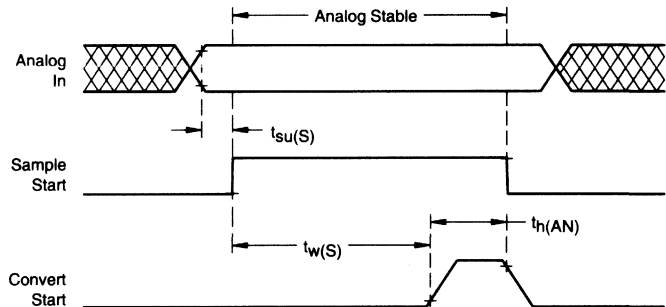 Analog Stable
Analog
In
tsu(S)
Sample
Start
th(AN)
tw(S)
Convert
Start